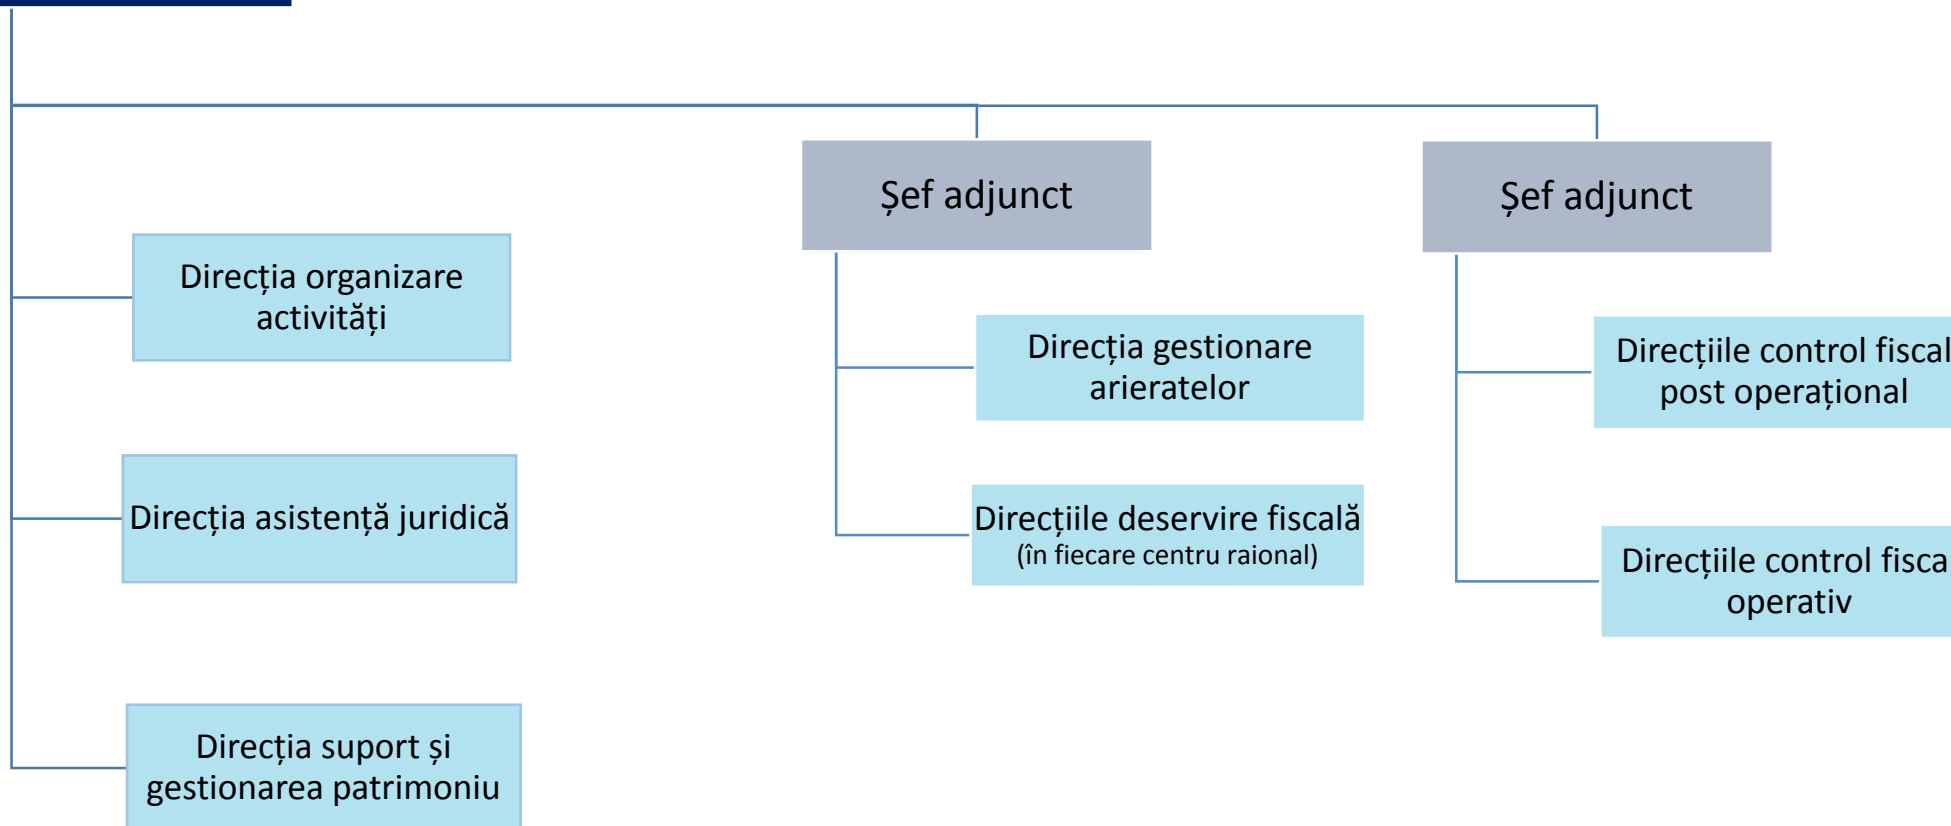 Șef adjunct
Șef adjunct
Direcția organizare
activități
Direcția gestionare
arieratelor
Direcțiile control fiscal
post operațional
Direcția asistență juridică
Direcțiile deservire fiscală
(în fiecare centru raional)
Direcțiile control fisca
operativ
Direcția suport și
gestionarea patrimoniu